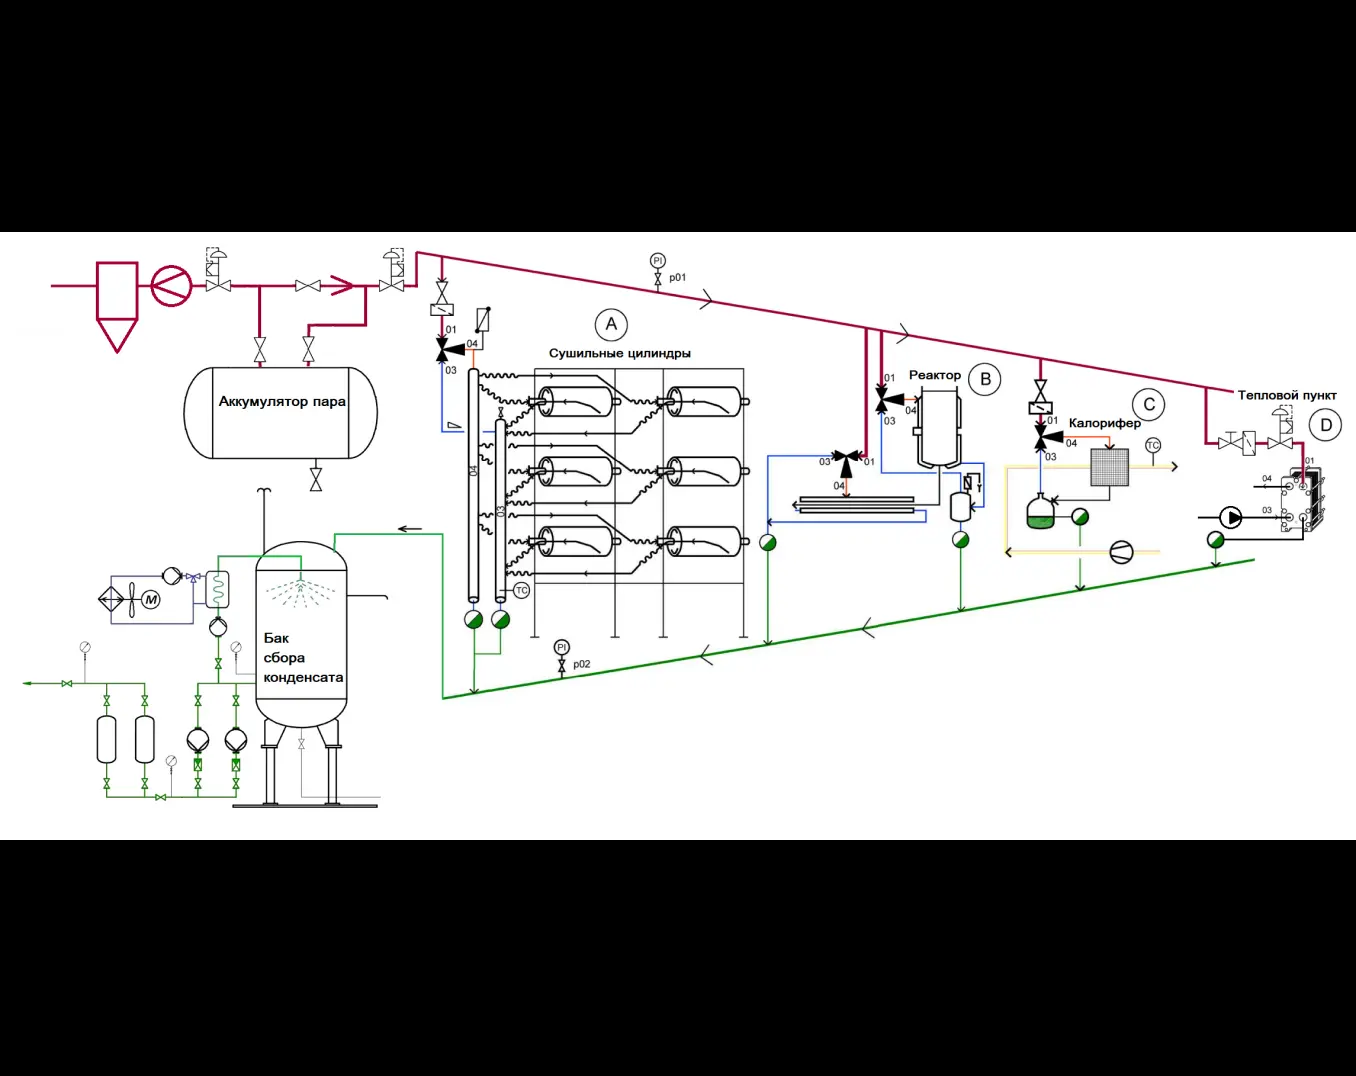 PI
p01
01
04
03
A
Сушильные цилиндры
Аккумулятор пара
04
03
TC
Реактор
B
01
04
03
03
01
04
C
Калорифер
01
04
03
TC
Тепловой пункт
D
01
04
03
M
Бак
сбора
конденсата
PI
p02